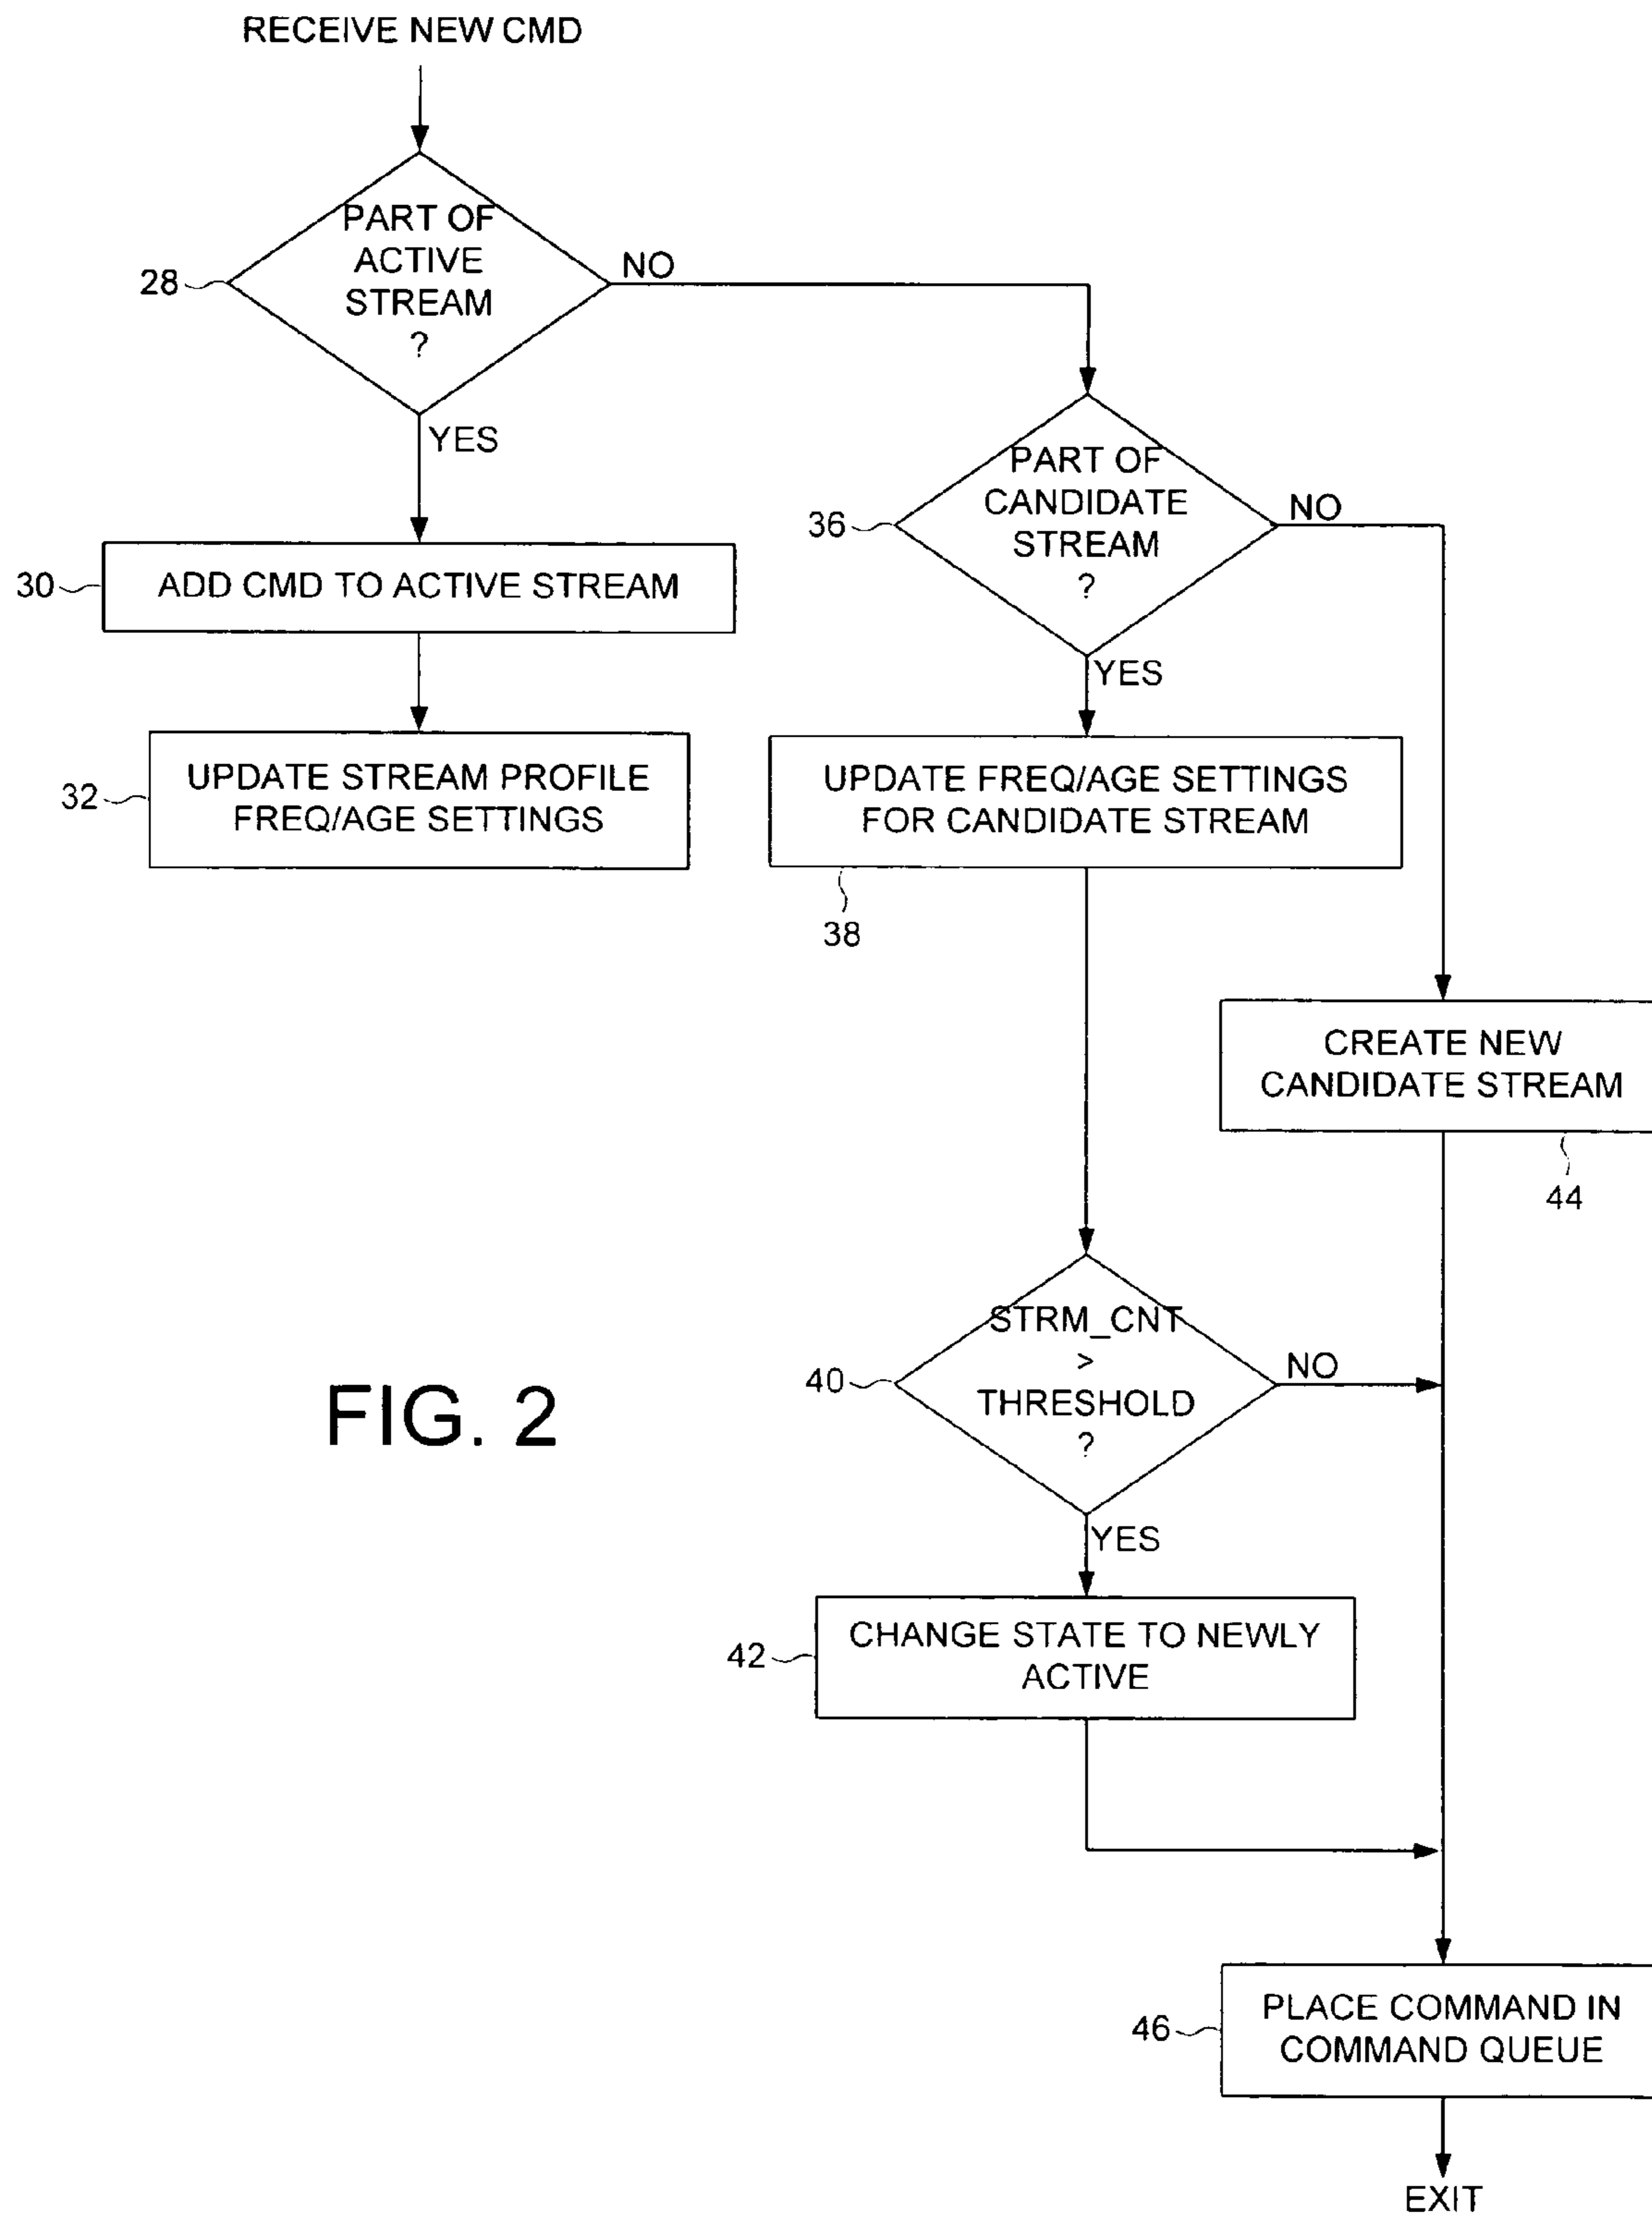 RECEIVE NEW CMD
PART OF
ACTIVE
STREAM
?
28
NO
YES
30
ADD CMD TO ACTIVE STREAM
32
UPDATE STREAM PROFILE
FREQ/AGE SETTINGS
PART OF
CANDIDATE
STREAM
?
36
NO
YES
UPDATE FREQ/AGE SETTINGS
FOR CANDIDATE STREAM
38
CREATE NEW
CANDIDATE STREAM
44
STRM_CNT
>
THRESHOLD
?
40
NO
YES
FIG. 2
42
CHANGE STATE TO NEWLY
ACTIVE
46
PLACE COMMAND IN
COMMAND QUEUE
EXIT